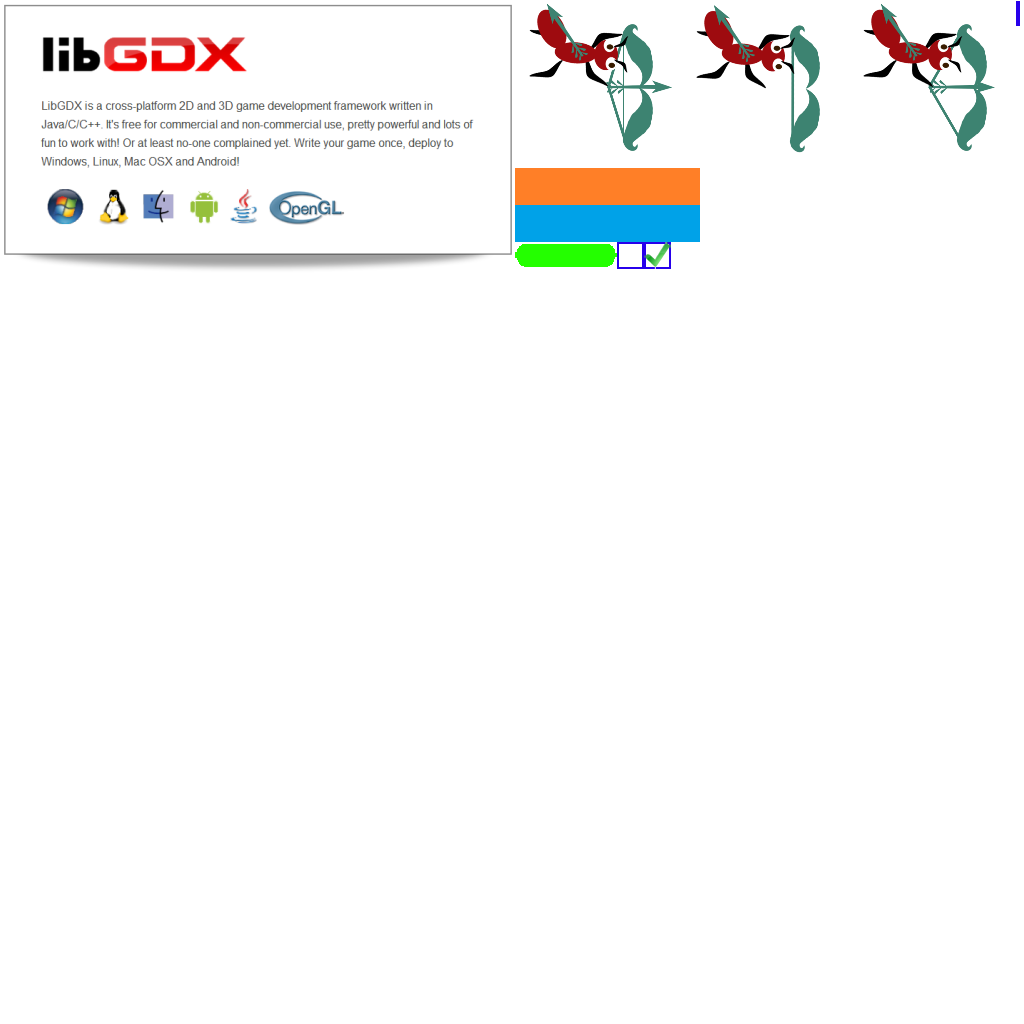 libGDX
LibGDX is a cross-platform 2D and 3D game development framework written in
Java/C/C++. It's free for commercial and non-commercial use, pretty powerful and lots of
fun to work with! Or at least no-one complained yet. Write your game once, deploy to
Windows, Linux, Mac OSX and Android!
OpenGL